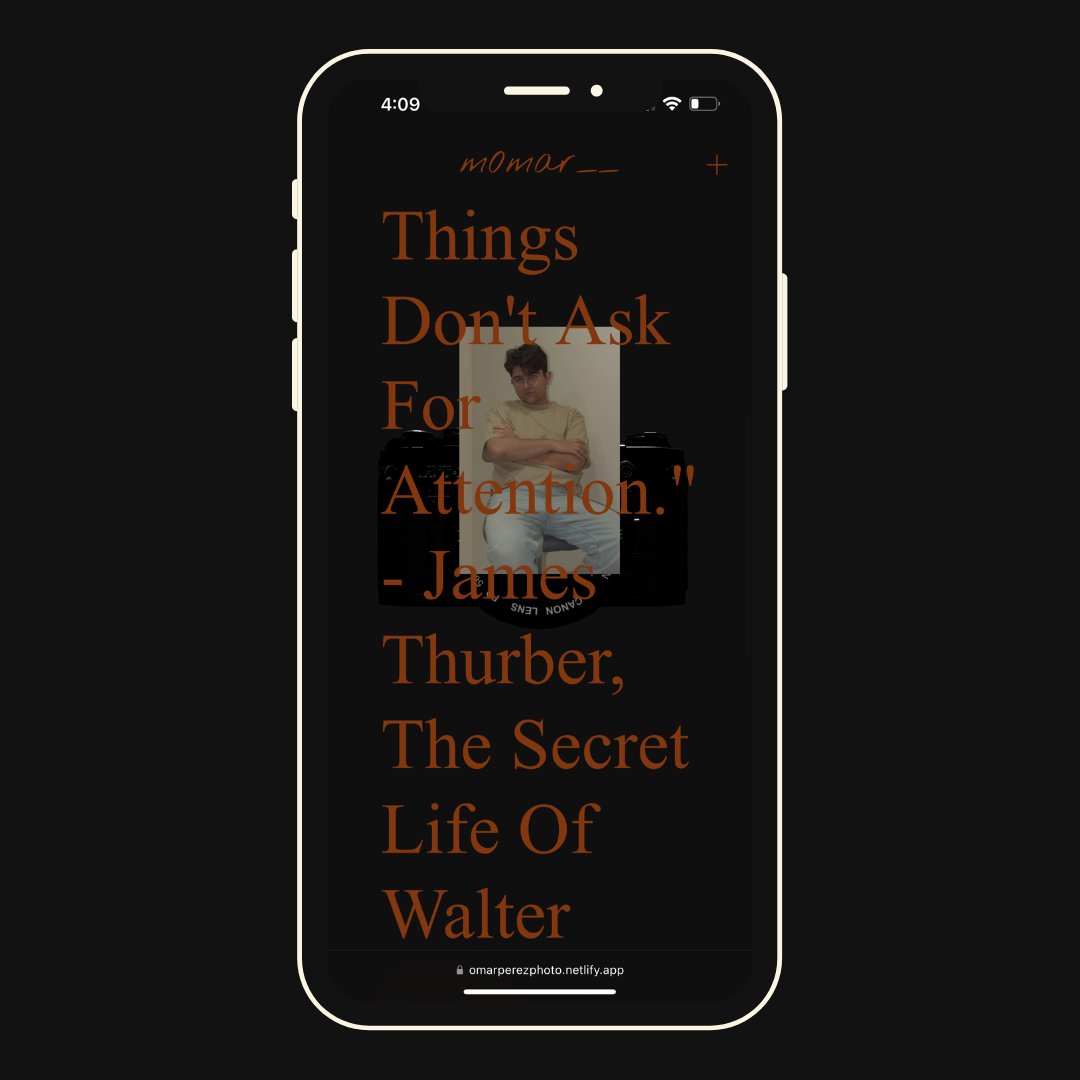 4:09
momar__
Things
Don't Ask
For
Attention."
- James
Thurber,
The Secret
Life Of
Walter
CANON LENS
omarperezphoto.netlify.app